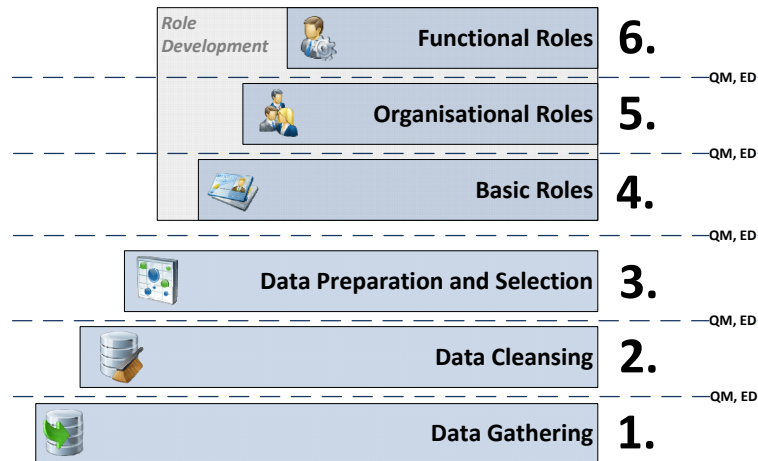 Role
Development
Functional Roles
6.
QM, ED
Organisational Roles
5.
QM, ED
Basic Roles
4.
QM, ED
Data Preparation and Selection
3.
QM, ED
Data Cleansing
2.
QM, ED
Data Gathering
1.